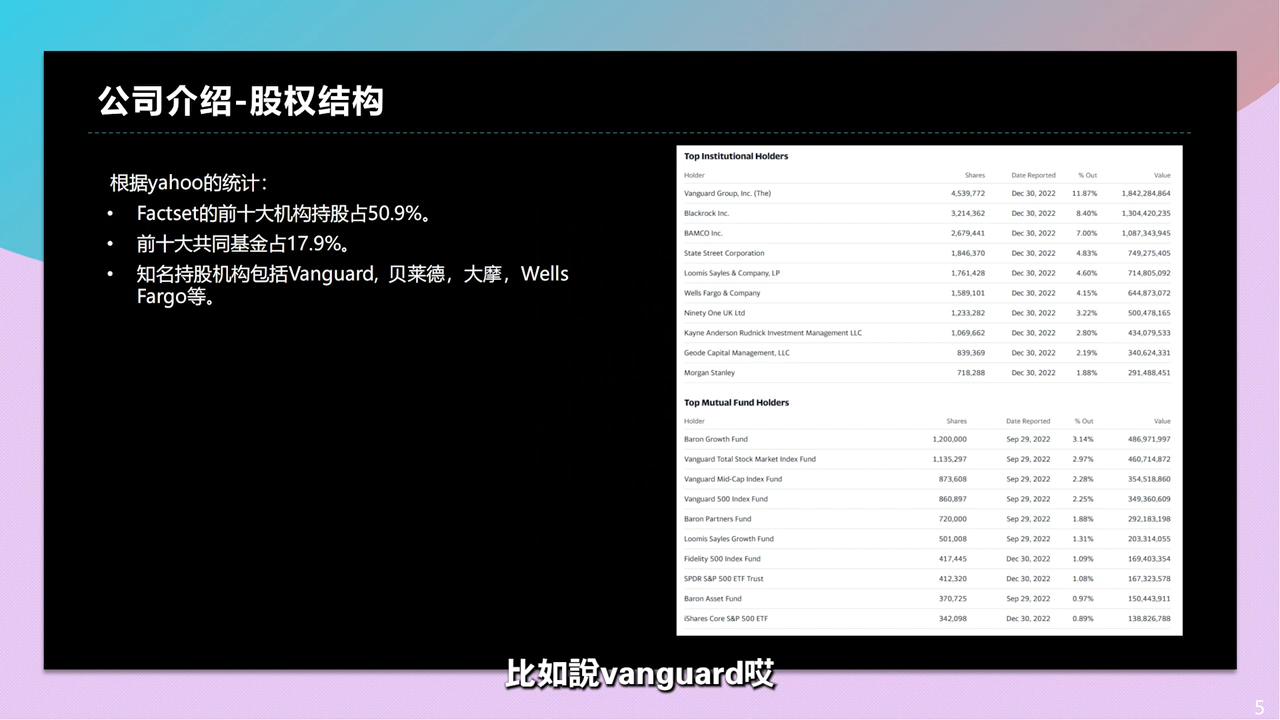 公司介绍-股权结构
根据yahoo的统计：
• Factset的前十大机构持股占50.9%。
• 前十大共同基金占17.9%。
• 知名持股机构包括Vanguard, 贝莱德，大摩，Wells
Fargo等。
Top Institutional Holders
Holder Shares Date Reported % Out Value
Vanguard Group, Inc. (The) 4,539,772 Dec 30, 2022 11.87% 1,842,284,864
Blackrock Inc. 3,214,362 Dec 30, 2022 8.40% 1,304,420,235
BAMCO Inc. 2,679,441 Dec 30, 2022 7.00% 1,087,343,945
State Street Corporation 1,846,370 Dec 30, 2022 4.83% 749,275,405
Loomis Sayles & Company, LP 1,761,428 Dec 30, 2022 4.60% 714,805,092
Wells Fargo & Company 1,589,101 Dec 30, 2022 4.15% 644,873,072
Ninety One UK Ltd 1,233,282 Dec 30, 2022 3.22% 500,478,165
Kayne Anderson Rudnick Investment Management LLC 1,069,662 Dec 30, 2022 2.80% 434,079,533
Geode Capital Management, LLC 839,369 Dec 30, 2022 2.19% 340,624,331
Morgan Stanley 718,288 Dec 30, 2022 1.88% 291,488,451
Top Mutual Fund Holders
Holder Shares Date Reported % Out Value
Baron Growth Fund 1,200,000 Sep 29, 2022 3.14% 486,971,997
Vanguard Total Stock Market Index Fund 1,135,297 Sep 29, 2022 2.97% 460,714,872
Vanguard Mid-Cap Index Fund 873,608 Sep 29, 2022 2.28% 354,518,860
Vanguard 500 Index Fund 860,897 Sep 29, 2022 2.25% 349,360,609
Baron Partners Fund 720,000 Sep 29, 2022 1.88% 292,183,198
Loomis Sayles Growth Fund 501,008 Sep 29, 2022 1.31% 203,314,055
Fidelity 500 Index Fund 417,445 Dec 30, 2022 1.09% 169,403,354
SPDR S&P 500 ETF Trust 412,320 Dec 30, 2022 1.08% 167,323,578
Baron Asset Fund 370,725 Sep 29, 2022 0.97% 150,443,911
iShares Core S&P 500 ETF 342,098 Dec 30, 2022 0.89% 138,826,788
比如說vanguard哎
5